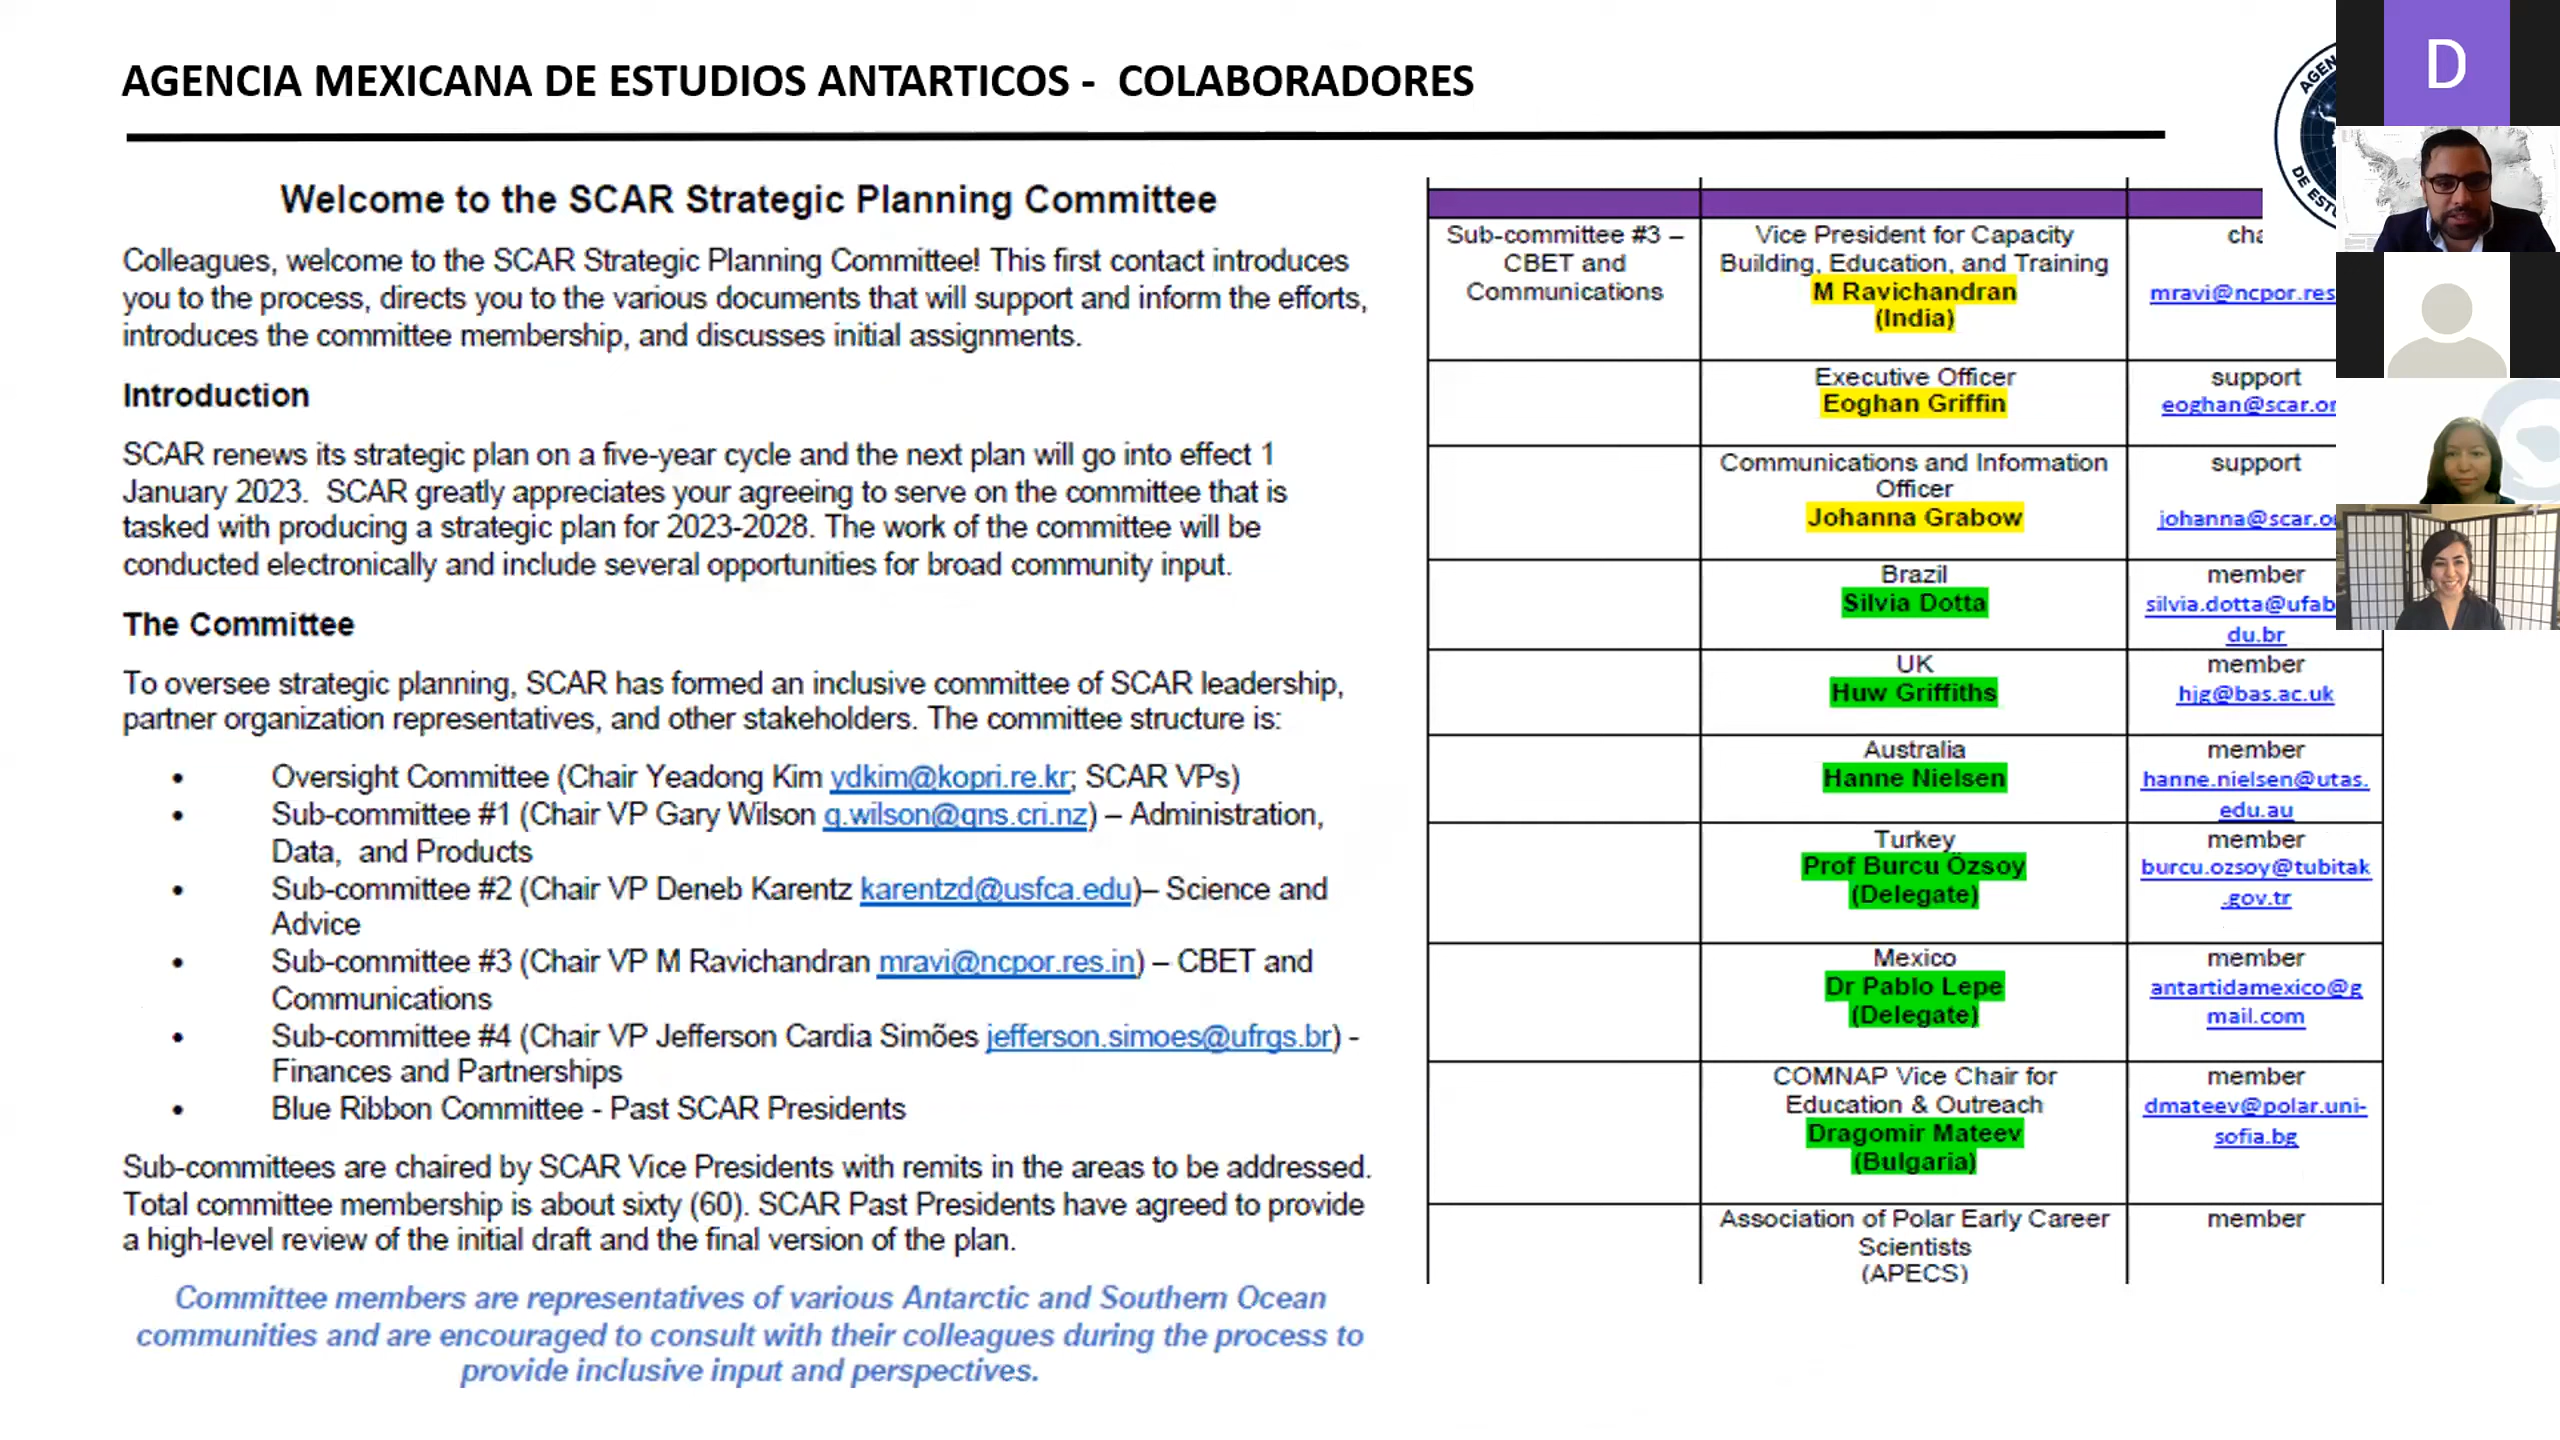 AGENCIA MEXICANA DE ESTUDIOS ANTARTICOS - COLABORADORES
Welcome to the SCAR Strategic Planning Committee
Colleagues, welcome to the SCAR Strategic Planning Committee! This first contact introduces
you to the process, directs you to the various documents that will support and inform the efforts,
introduces the committee membership, and discusses initial assignments.
Introduction
SCAR renews its strategic plan on a five-year cycle and the next plan will go into effect 1
January 2023. SCAR greatly appreciates your agreeing to serve on the committee that is
tasked with producing a strategic plan for 2023-2028. The work of the committee will be
conducted electronically and include several opportunities for broad community input.
The Committee
To oversee strategic planning, SCAR has formed an inclusive committee of SCAR leadership,
partner organization representatives, and other stakeholders. The committee structure is:
• Oversight Committee (Chair Yeadong Kim ydkim@kopri.re.kr; SCAR VPs)
• Sub-committee #1 (Chair VP Gary Wilson g.wilson@gns.cri.nz) – Administration,
Data, and Products
• Sub-committee #2 (Chair VP Deneb Karentz karentzd@usfca.edu)– Science and
Advice
• Sub-committee #3 (Chair VP M Ravichandran mravi@ncpor.res.in) – CBET and
Communications
• Sub-committee #4 (Chair VP Jefferson Cardia Simões jefferson.simoes@ufrgs.br) -
Finances and Partnerships
• Blue Ribbon Committee - Past SCAR Presidents
Sub-committees are chaired by SCAR Vice Presidents with remits in the areas to be addressed.
Total committee membership is about sixty (60). SCAR Past Presidents have agreed to provide
a high-level review of the initial draft and the final version of the plan.
Committee members are representatives of various Antarctic and Southern Ocean
communities and are encouraged to consult with their colleagues during the process to
provide inclusive input and perspectives.
Sub-committee #3 –
CBET and
Communications
Vice President for Capacity
Building, Education, and Training
M Ravichandran
(India)
mravi@ncpor.res
Executive Officer
Eoghan Griffin
support
eoghan@scar.or
Communications and Information
Officer
Johanna Grabow
support
johanna@scar.o
Brazil
Silvia Dotta
member
silvia.dotta@ufab
du.br
UK
Huw Griffiths
member
hjg@bas.ac.uk
Australia
Hanne Nielsen
member
hanne.nielsen@utas.
edu.au
Turkey
Prof Burcu Özsoy
(Delegate)
member
burcu.ozsoy@tubitak
.gov.tr
Mexico
Dr Pablo Lepe
(Delegate)
member
antartidamexico@g
mail.com
COMNAP Vice Chair for
Education & Outreach
Dragomir Mateev
(Bulgaria)
member
dmateev@polar.uni-
sofia.bg
Association of Polar Early Career
Scientists
(APECS)
member
D